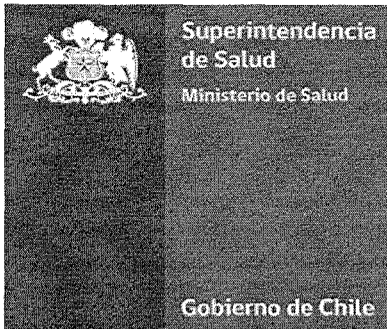 Superintendencia
de Salud
Ministerio de Salud
Gobierno de Chile